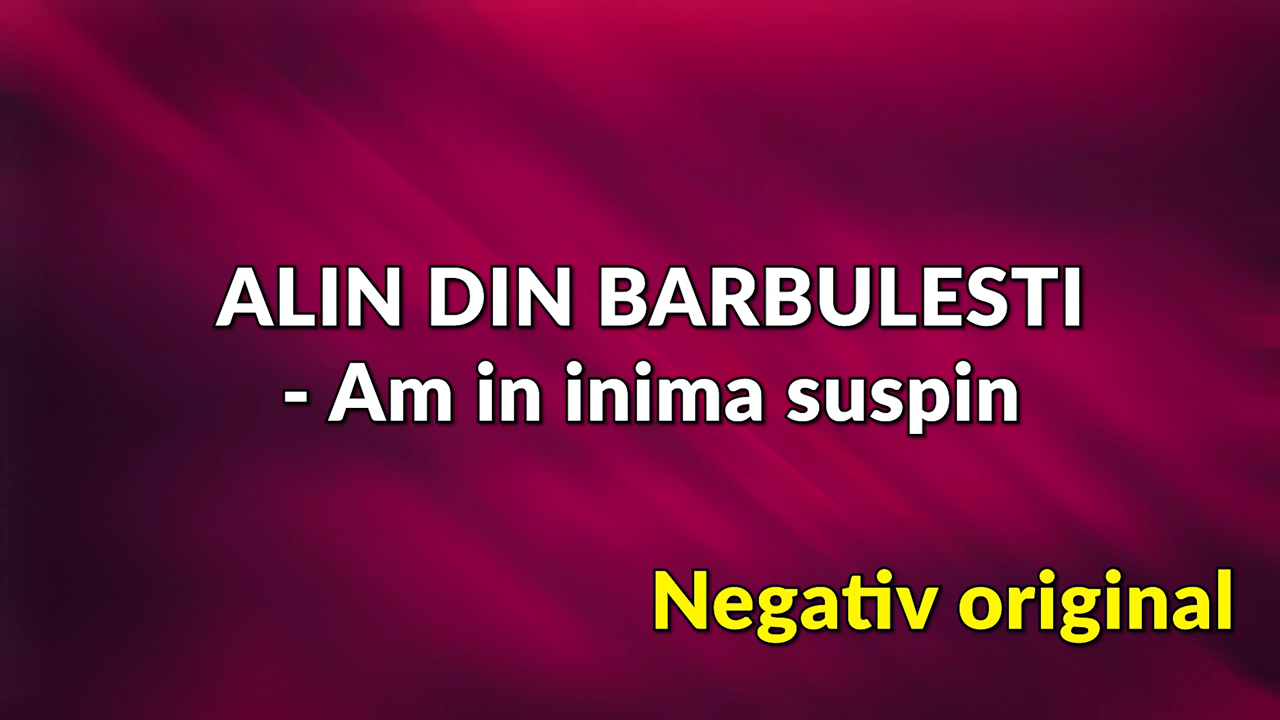 ALIN DIN BARBULESTI
- Am in inima suspin
Negativ original